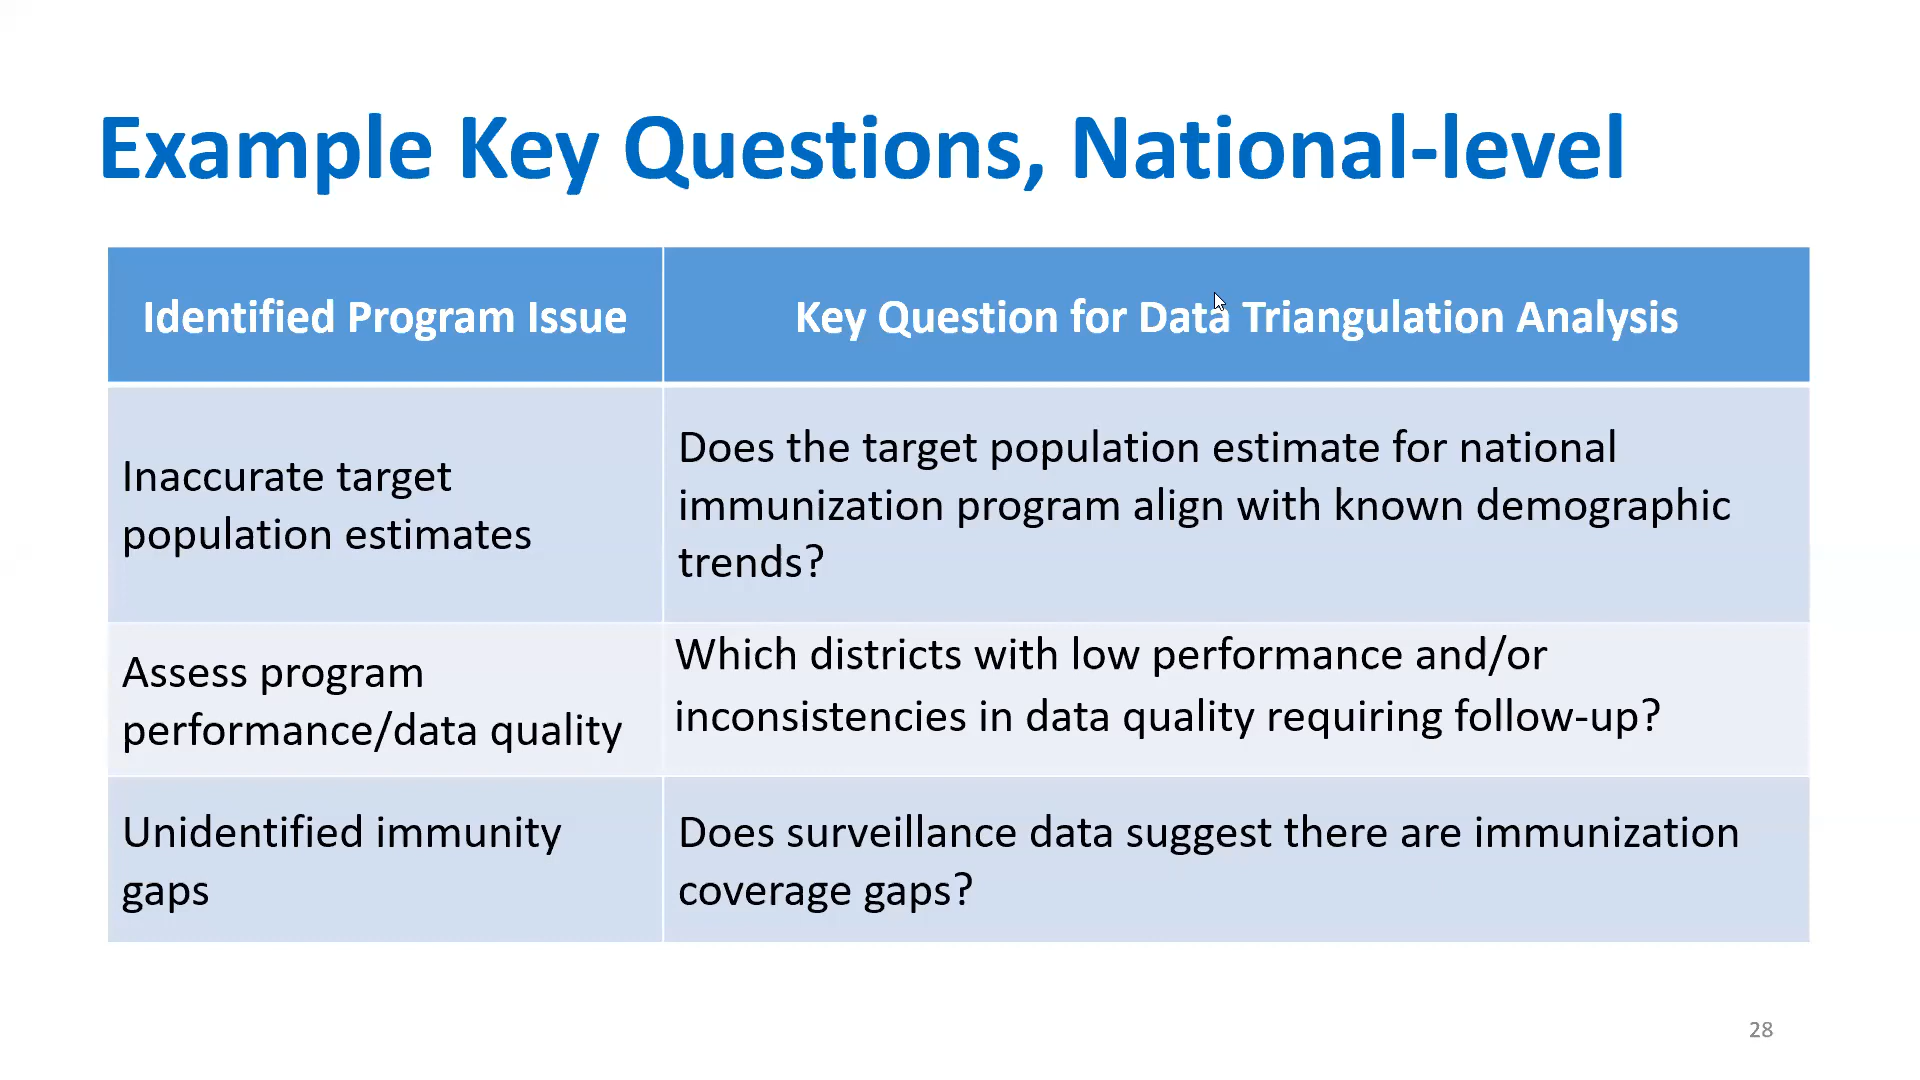 Example Key Questions, National-level
Identified Program Issue
Key Question for Data Triangulation Analysis
Inaccurate target
population estimates
Does the target population estimate for national
immunization program align with known demographic
trends?
Assess program
performance/data quality
Which districts with low performance and/or
inconsistencies in data quality requiring follow-up?
Unidentified immunity
gaps
Does surveillance data suggest there are immunization
coverage gaps?
28